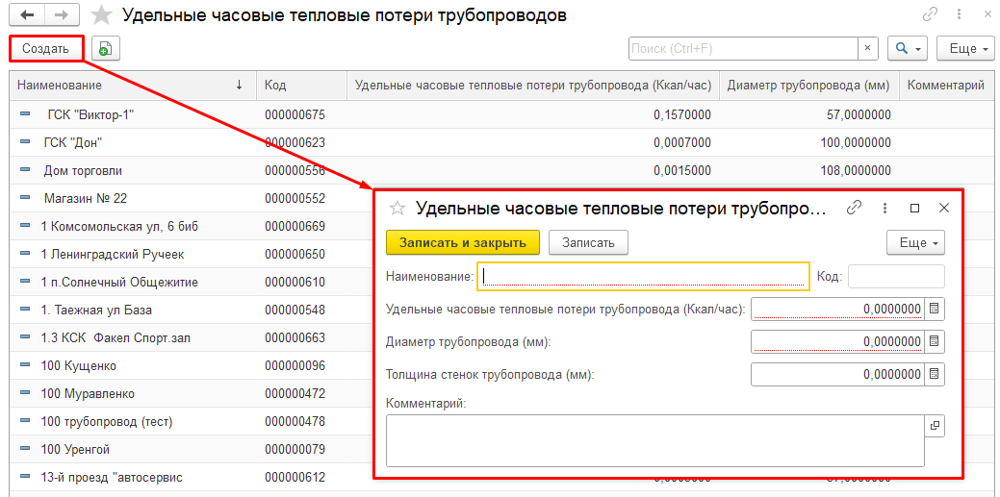 Удельные часовые тепловые потери трубопроводов
Создать
Поиск (Ctrl+F)
Еще
Наименование Код Удельные часовые тепловые потери трубопровода (Ккал/час) Диаметр трубопровода (мм) Комментарий
ГСК "Виктор-1" 000000675 0,1570000 57,0000000
ГСК "Дон" 000000623 0,0007000 100,0000000
Дом торговли 000000556 0,0015000 108,0000000
Магазин № 22 000000552
1 Комсомольская ул, 6 биб 000000669
1 Ленинградский Ручеек 000000650
1 п.Солнечный Общежитие 000000610
1. Таежная ул База 000000548
1.3 КСК Факел Спорт.зал 000000663
100 Кущенко 000000096
100 Муравленко 000000472
100 трубопровод (тест) 000000478
100 Уренгой 000000079
13-й проезд "автосервис 000000612
Удельные часовые тепловые потери трубопро...
Записать и закрыть Записать Еще
Наименование: Код:
Удельные часовые тепловые потери трубопровода (Ккал/час): 0,0000000
Диаметр трубопровода (мм): 0,0000000
Толщина стенок трубопровода (мм): 0,0000000
Комментарий: